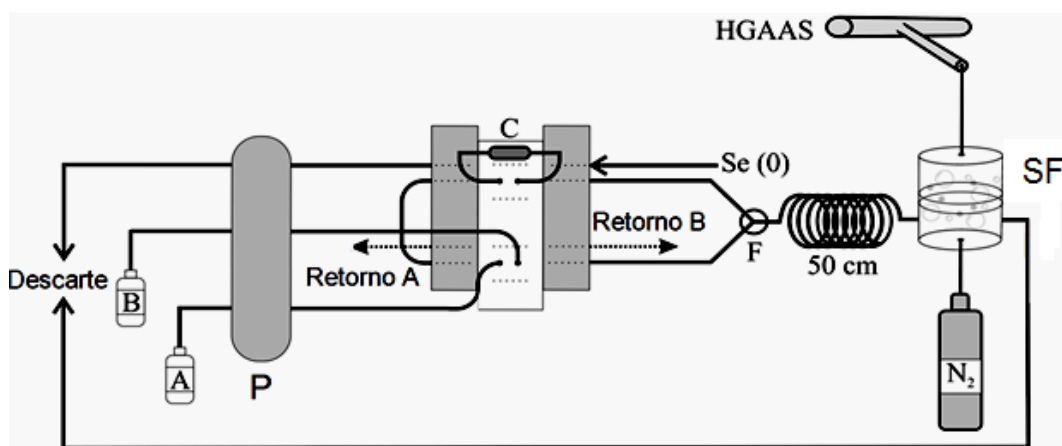 HGAAS
C
Se (0)
SF
Retorno B
Retorno A
F
50 cm
Descarte
B
A
P
N2